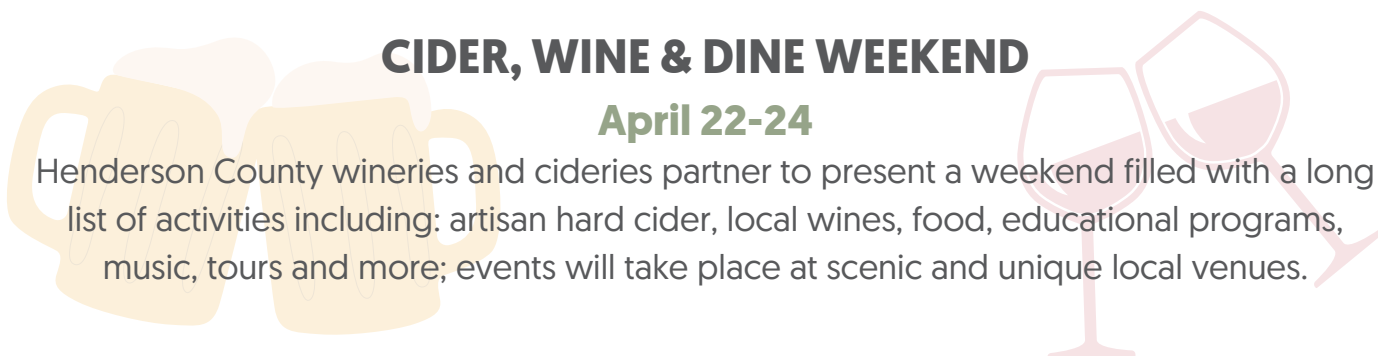 CIDER, WINE & DINE WEEKEND
April 22-24
Henderson County wineries and cideries partner to present a weekend filled with a long
list of activities including: artisan hard cider, local wines, food, educational programs,
music, tours and more; events will take place at scenic and unique local venues.